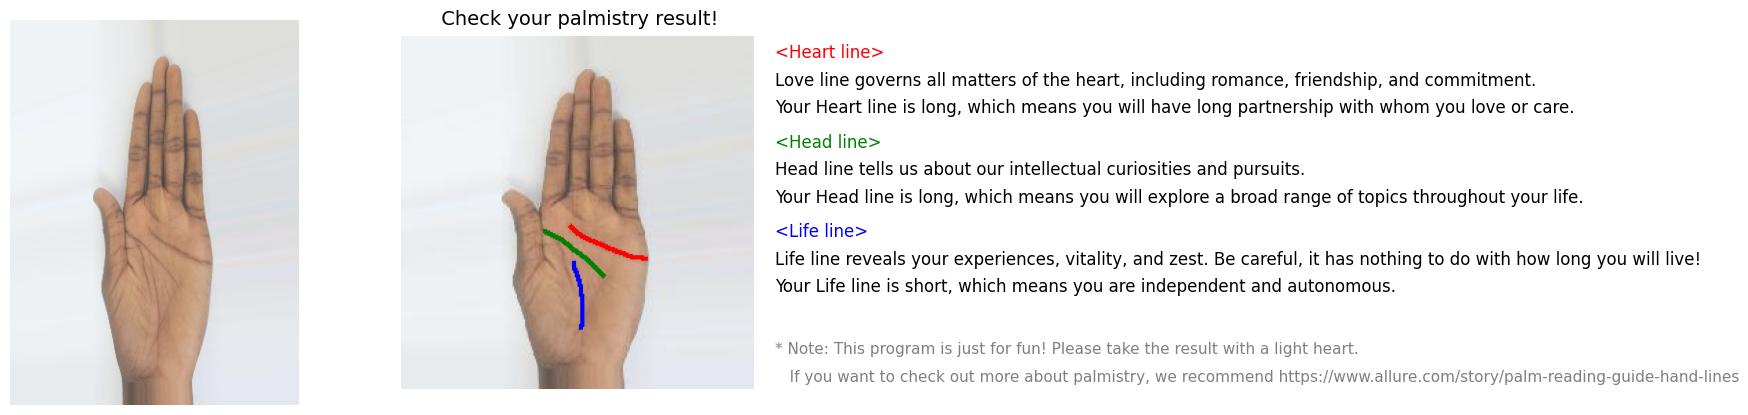 Check your palmistry result!
<Heart line>
Love line governs all matters of the heart, including romance, friendship, and commitment.
Your Heart line is long, which means you will have long partnership with whom you love or care.
<Head line>
Head line tells us about our intellectual curiosities and pursuits.
Your Head line is long, which means you will explore a broad range of topics throughout your life.
<Life line>
Life line reveals your experiences, vitality, and zest. Be careful, it has nothing to do with how long you will live!
Your Life line is short, which means you are independent and autonomous.
* Note: This program is just for fun! Please take the result with a light heart.
If you want to check out more about palmistry, we recommend https://www.allure.com/story/palm-reading-guide-hand-lines